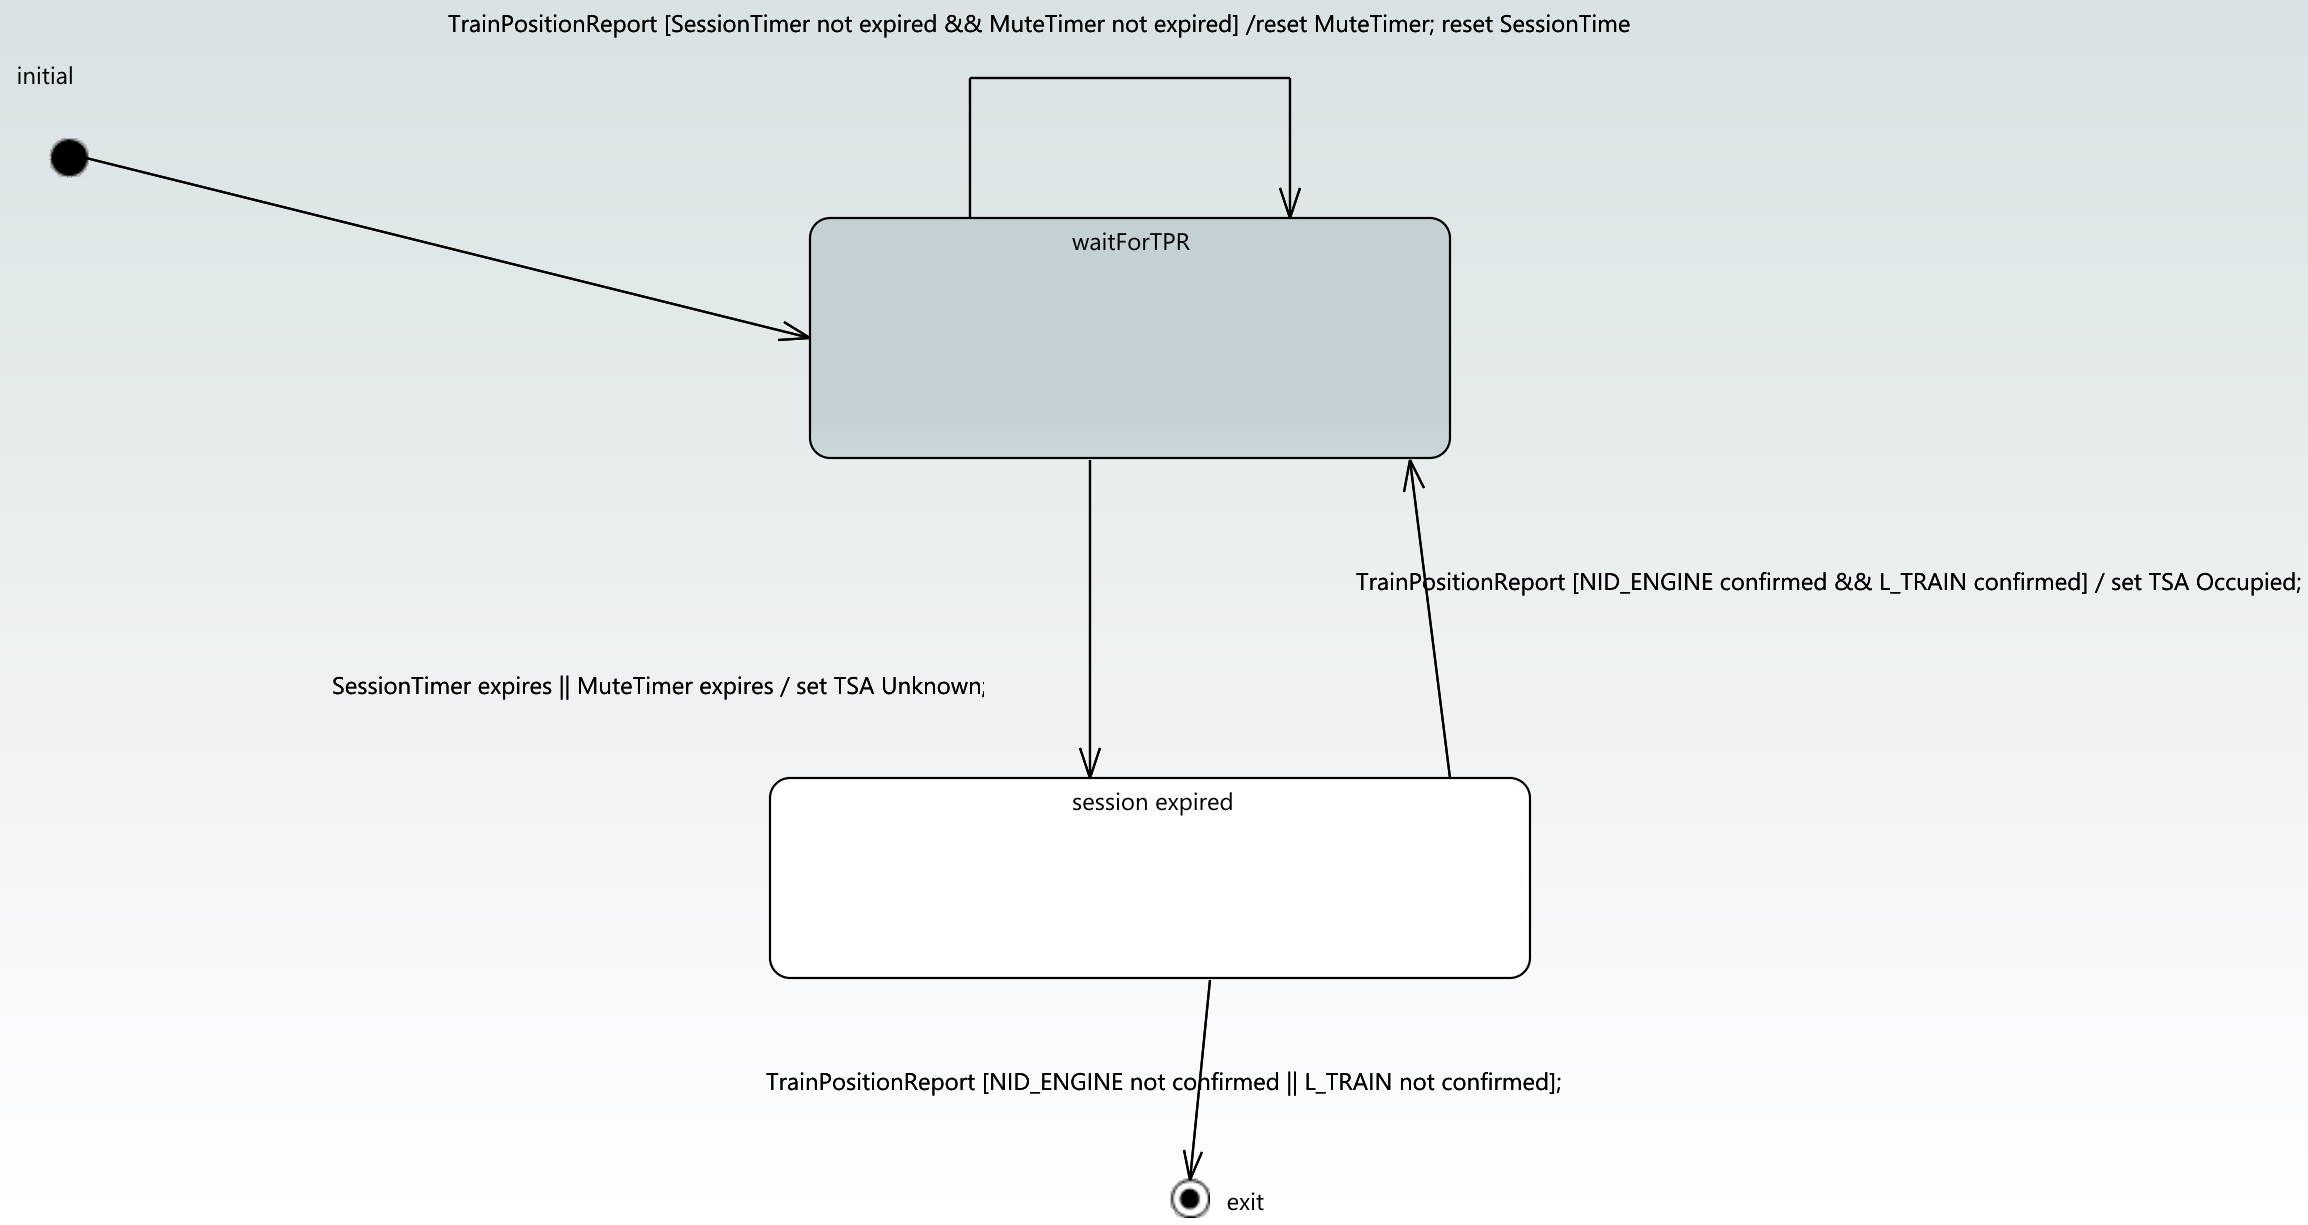 TrainPositionReport [SessionTimer not expired && MuteTimer not expired] /reset MuteTimer; reset SessionTime
initial
waitForTPR
TrainPositionReport [NID_ENGINE confirmed && L_TRAIN confirmed] / set TSA Occupied;
SessionTimer expires || MuteTimer expires / set TSA Unknown;
session expired
TrainPositionReport [NID_ENGINE not confirmed || L_TRAIN not confirmed];
exit